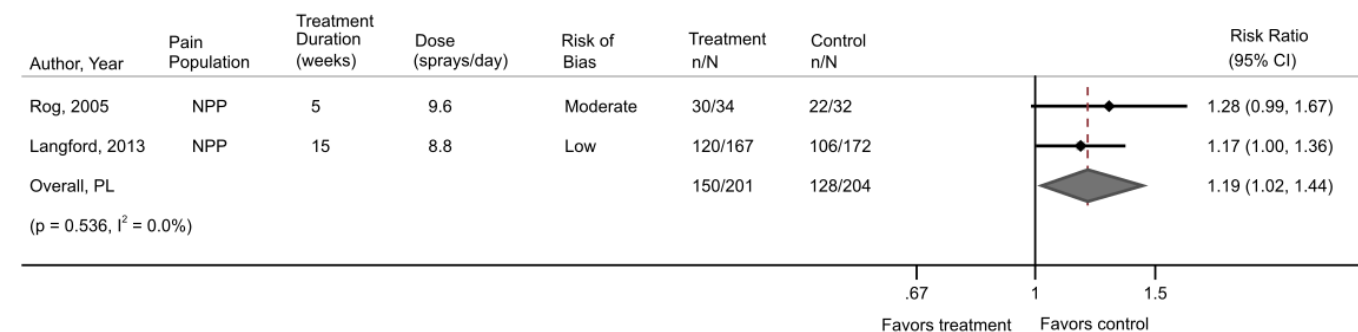 Author, Year Pain Population Treatment Duration (weeks) Dose (sprays/day) Risk of Bias Treatment n/N Control n/N Risk Ratio (95% CI)
Rog, 2005 NPP 5 9.6 Moderate 30/34 22/32 1.28 (0.99, 1.67)
Langford, 2013 NPP 15 8.8 Low 120/167 106/172 1.17 (1.00, 1.36)
Overall, PL 150/201 128/204 1.19 (1.02, 1.44)
(p = 0.536, I² = 0.0%)
.67 1 1.5
Favors treatment Favors control